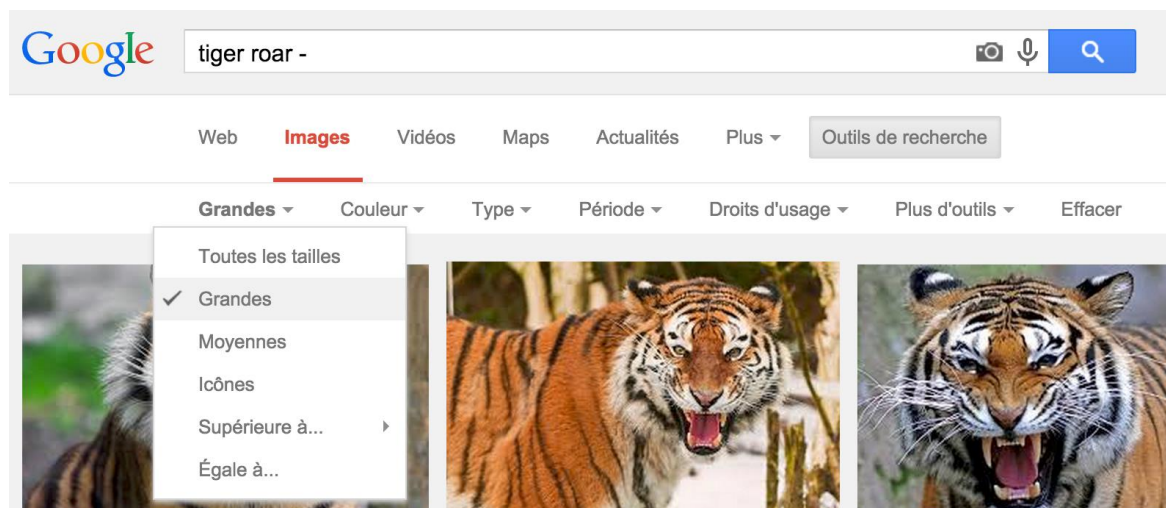 Google tiger roar -
Web Images Vidéos Maps Actualités Plus Outils de recherche
Grandes Couleur Type Période Droits d'usage Plus d'outils Effacer
Toutes les tailles
Grandes
Moyennes
Icônes
Supérieure à...
Égale à...